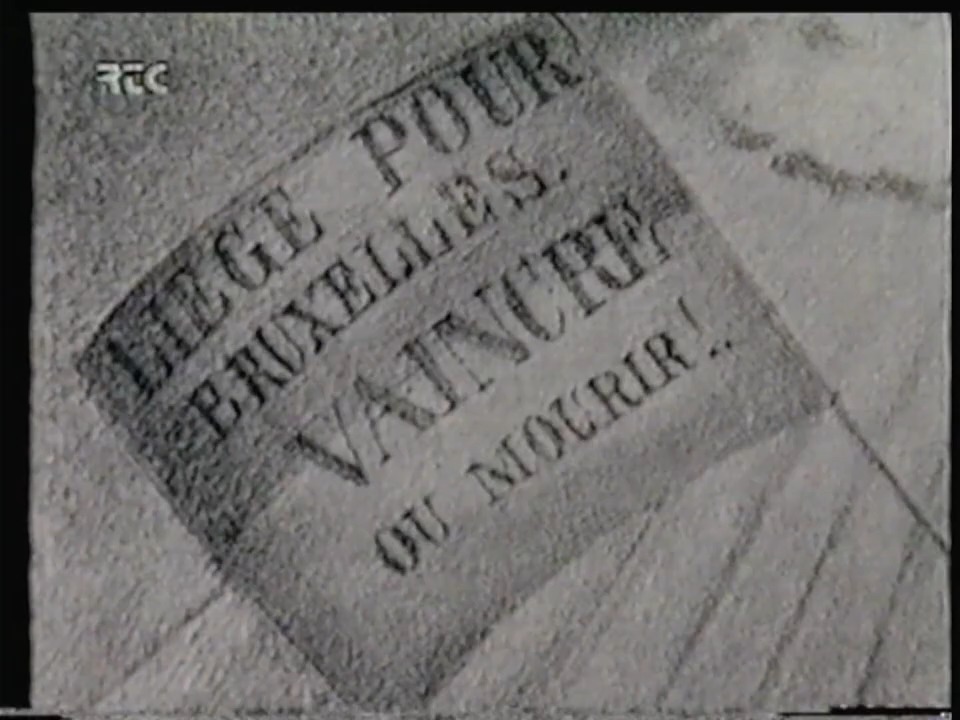 RTC
LIEGE POUR
BRUXELLES.
VAINCRE
OU MOURIR!..